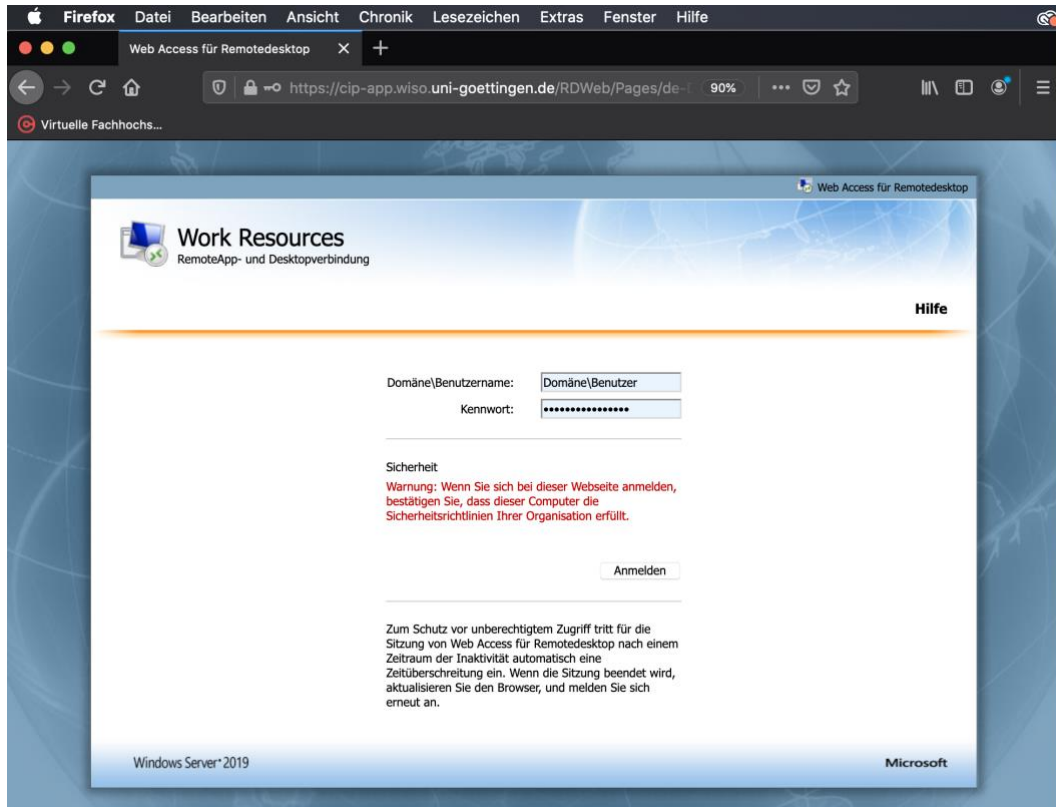 Firefox Datei Bearbeiten Ansicht Chronik Lesezeichen Extras Fenster Hilfe
Web Access für Remotedesktop
https://cip-app.wiso.uni-goettingen.de/RDWeb/Pages/de- 90%
Virtuelle Fachhochs...
Web Access für Remotedesktop
Work Resources
RemoteApp- und Desktopverbindung
Hilfe
Domäne\Benutzername: Domäne\Benutzer
Kennwort: ••••••••••••••••
Sicherheit
Warnung: Wenn Sie sich bei dieser Webseite anmelden,
bestätigen Sie, dass dieser Computer die
Sicherheitsrichtlinien Ihrer Organisation erfüllt.
Anmelden
Zum Schutz vor unberechtigtem Zugriff tritt für die
Sitzung von Web Access für Remotedesktop nach einem
Zeitraum der Inaktivität automatisch eine
Zeitüberschreitung ein. Wenn die Sitzung beendet wird,
aktualisieren Sie den Browser, und melden Sie sich
erneut an.
Windows Server 2019 Microsoft